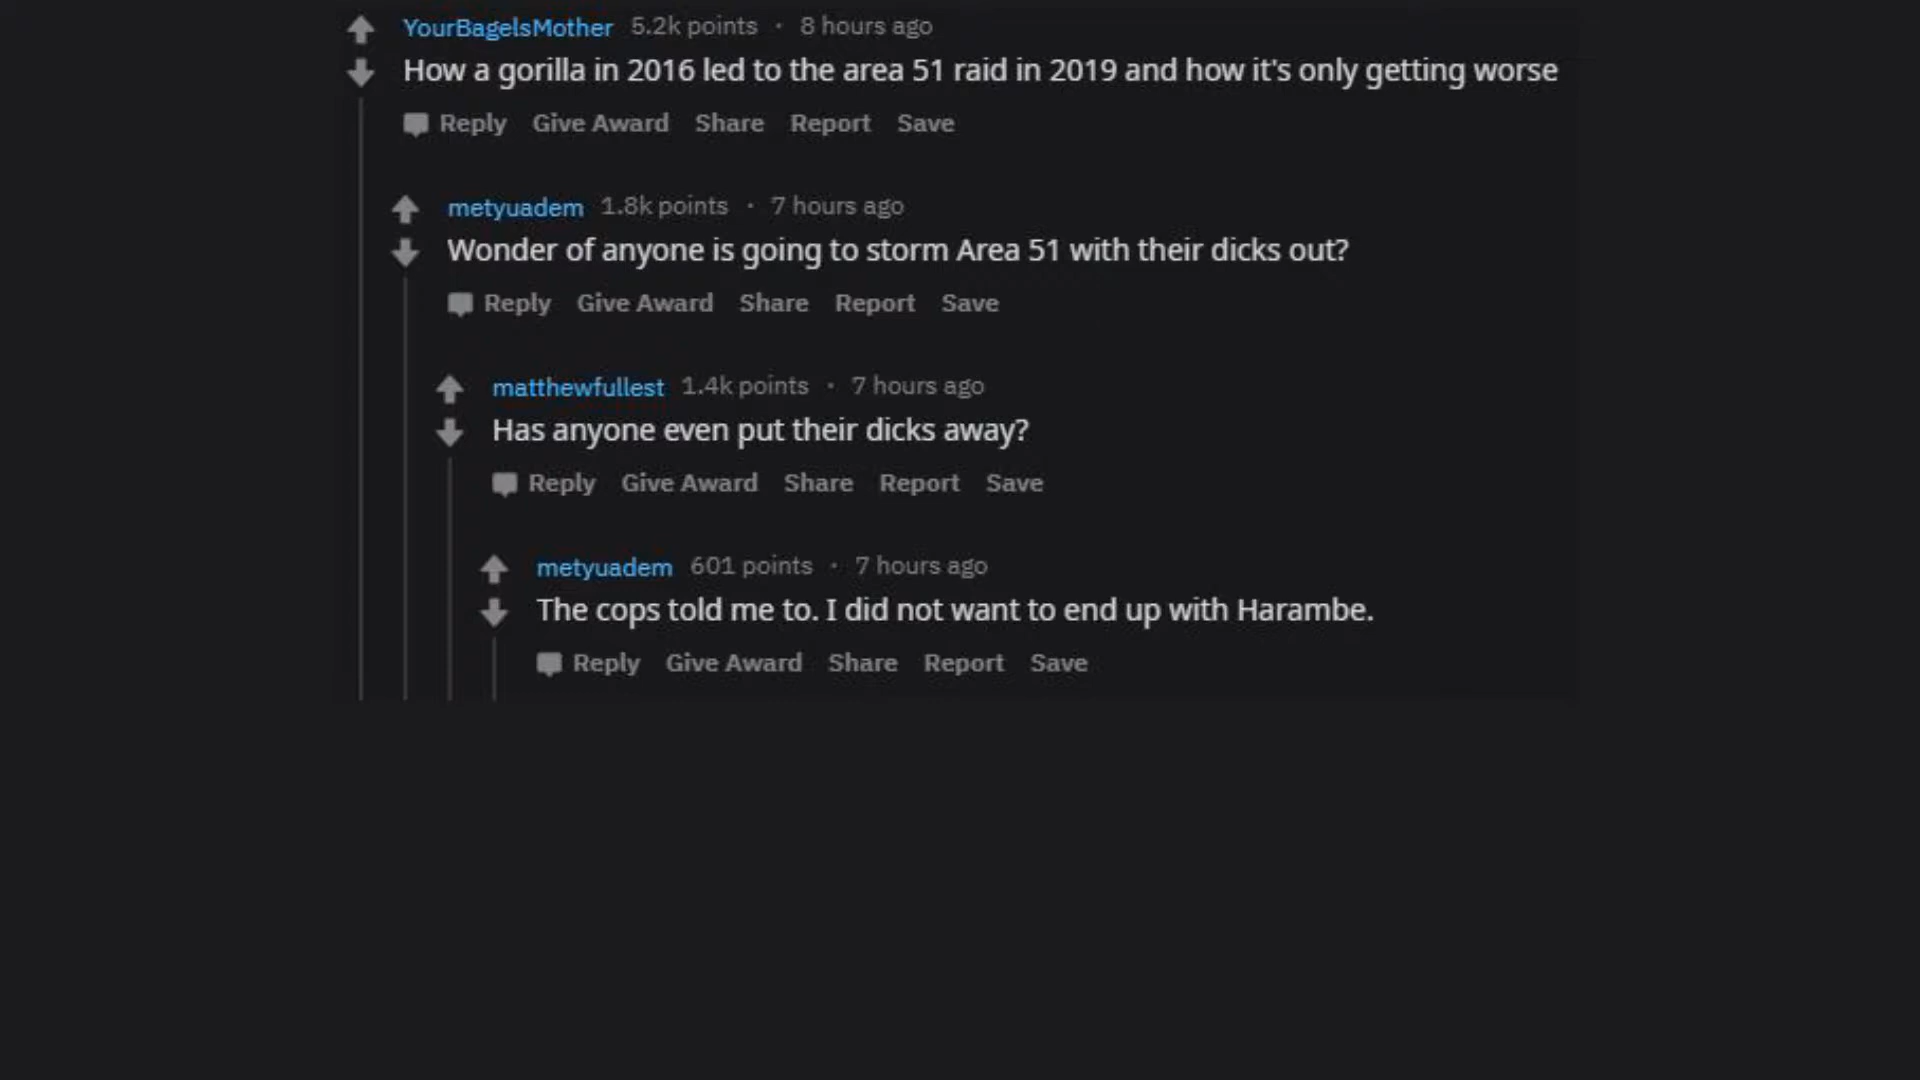 YourBagelsMother 5.2k points · 8 hours ago
How a gorilla in 2016 led to the area 51 raid in 2019 and how it's only getting worse
Reply Give Award Share Report Save
metyuadem 1.8k points · 7 hours ago
Wonder of anyone is going to storm Area 51 with their dicks out?
Reply Give Award Share Report Save
matthewfullest 1.4k points · 7 hours ago
Has anyone even put their dicks away?
Reply Give Award Share Report Save
metyuadem 601 points · 7 hours ago
The cops told me to. I did not want to end up with Harambe.
Reply Give Award Share Report Save